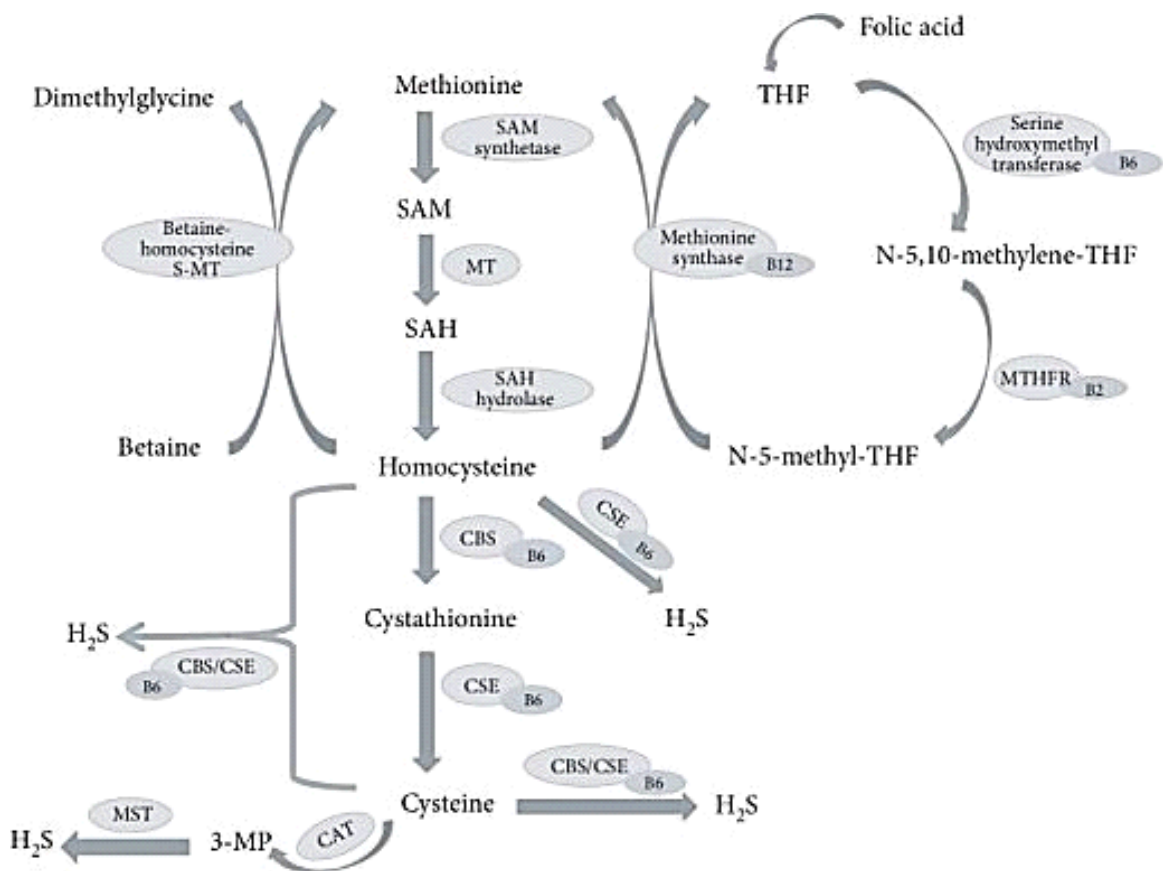 Folic acid
Dimethylglycine
Methionine
THF
SAM
synthetase
Serine
hydroxymethyl
transferase
B6
SAM
Betaine-
homocysteine
S-MT
MT
Methionine
synthase
B12
N-5,10-methylene-THF
SAH
SAH
hydrolase
MTHFR
B2
Betaine
Homocysteine
N-5-methyl-THF
CBS
B6
CSE
B6
H₂S
Cystathionine
H₂S
CBS/CSE
B6
CSE
B6
CBS/CSE
B6
Cysteine
H₂S
MST
CAT
H₂S
3-MP